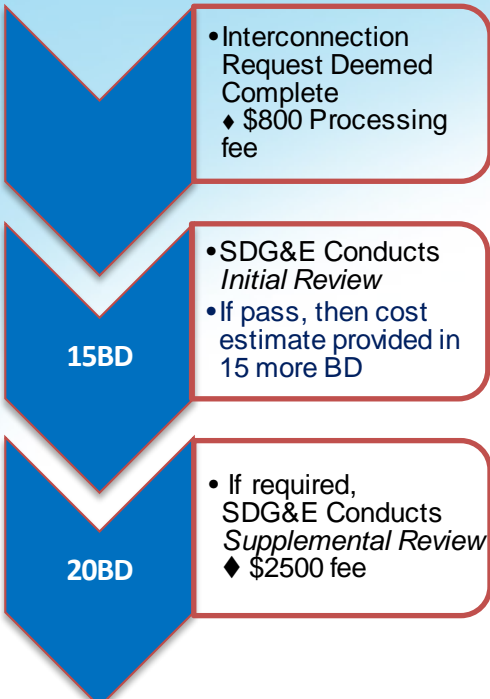 •Interconnection
Request Deemed
Complete
♦ $800 Processing
fee
15BD
•SDG&E Conducts
Initial Review
•If pass, then cost
estimate provided in
15 more BD
20BD
• If required,
SDG&E Conducts
Supplemental Review
♦ $2500 fee